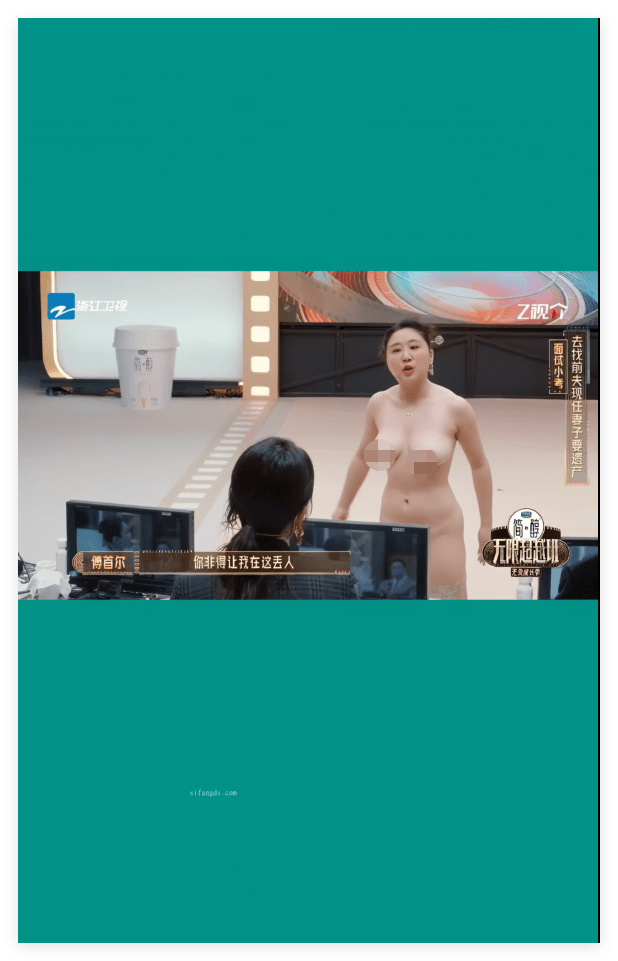 浙江卫视
Z视介
简·醇
面试小考
去找前夫现任妻子要遗产
傅首尔
你非得让我在这丢人
简·醇
无限超越班
sifangds.com